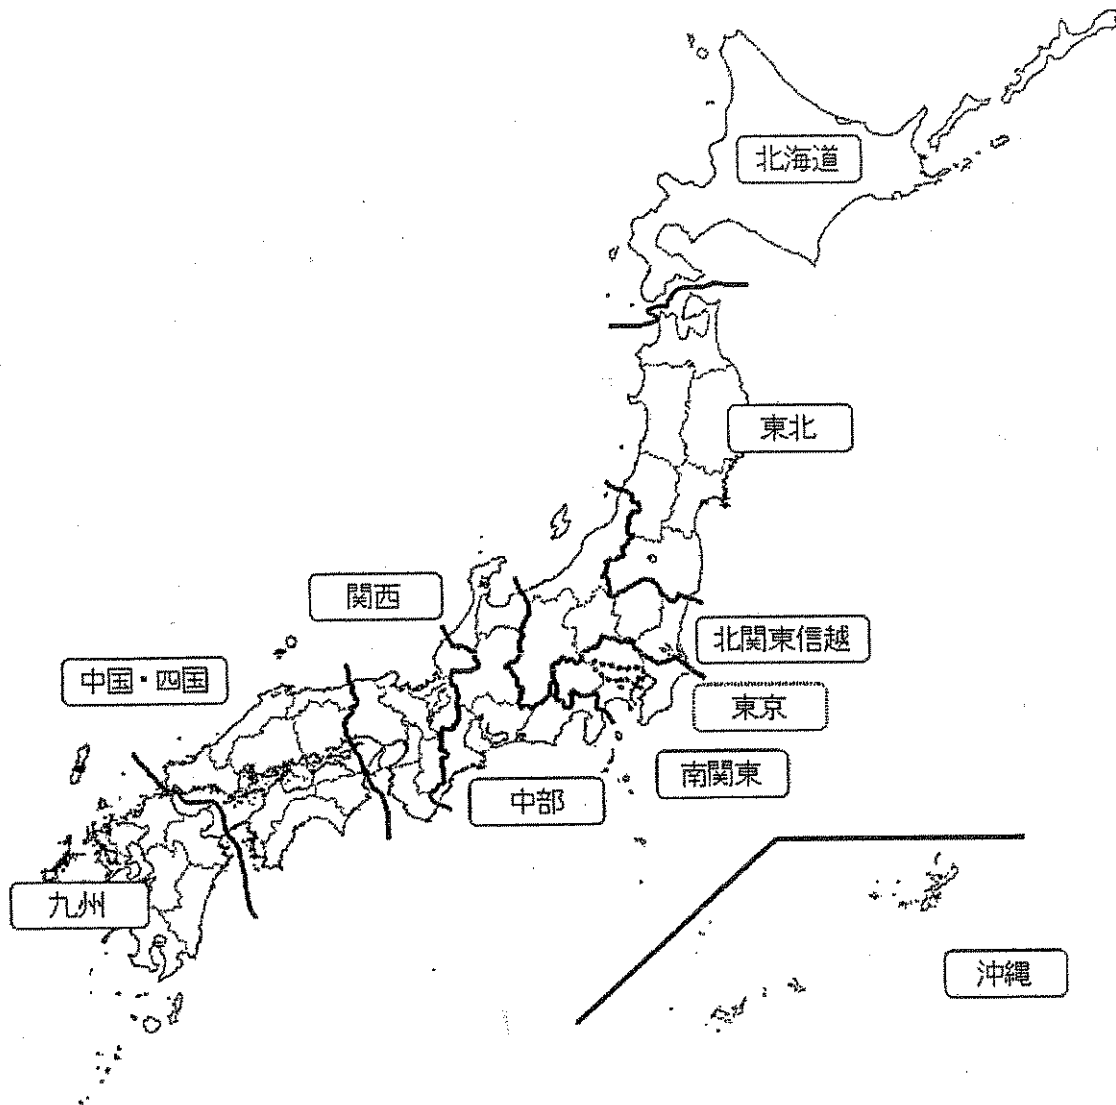 北海道
東北
関西
北関東信越
中国・四国
東京
南関東
中部
九州
沖縄